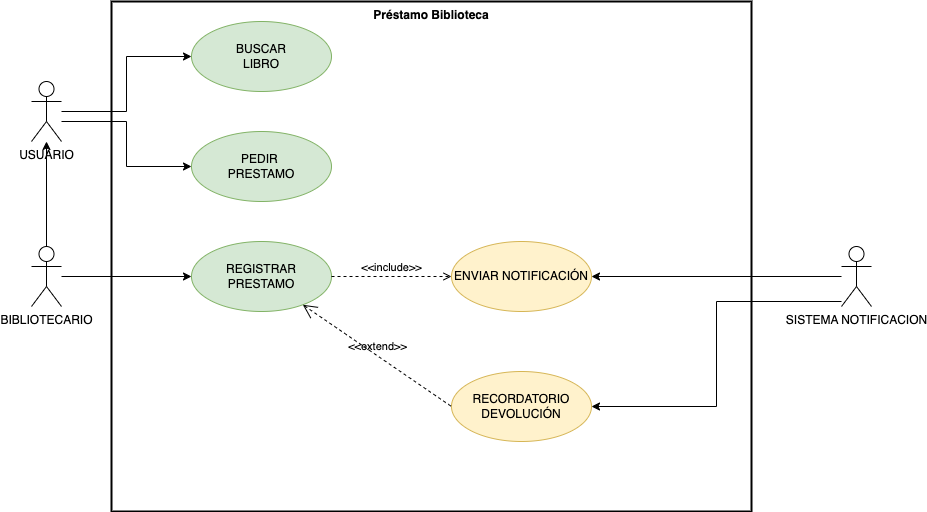 Préstamo Biblioteca
BUSCAR
LIBRO
USUARIO
PEDIR
PRESTAMO
BIBLIOTECARIO
REGISTRAR
PRESTAMO
<<include>>
ENVIAR NOTIFICACIÓN
SISTEMA NOTIFICACION
<<extend>>
RECORDATORIO
DEVOLUCIÓN